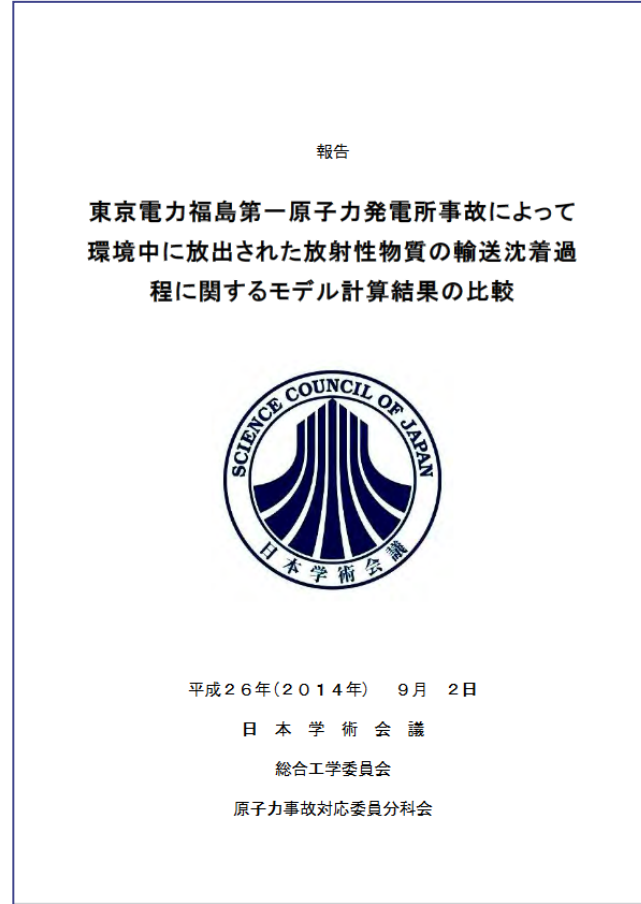 報告
東京電力福島第一原子力発電所事故によって
環境中に放出された放射性物質の輸送沈着過
程に関するモデル計算結果の比較
SCIENCE COUNCIL OF JAPAN
日本学術会議
平成26年(2014年) 9月 2日
日 本 学 術 会 議
総合工学委員会
原子力事故対応委員分科会